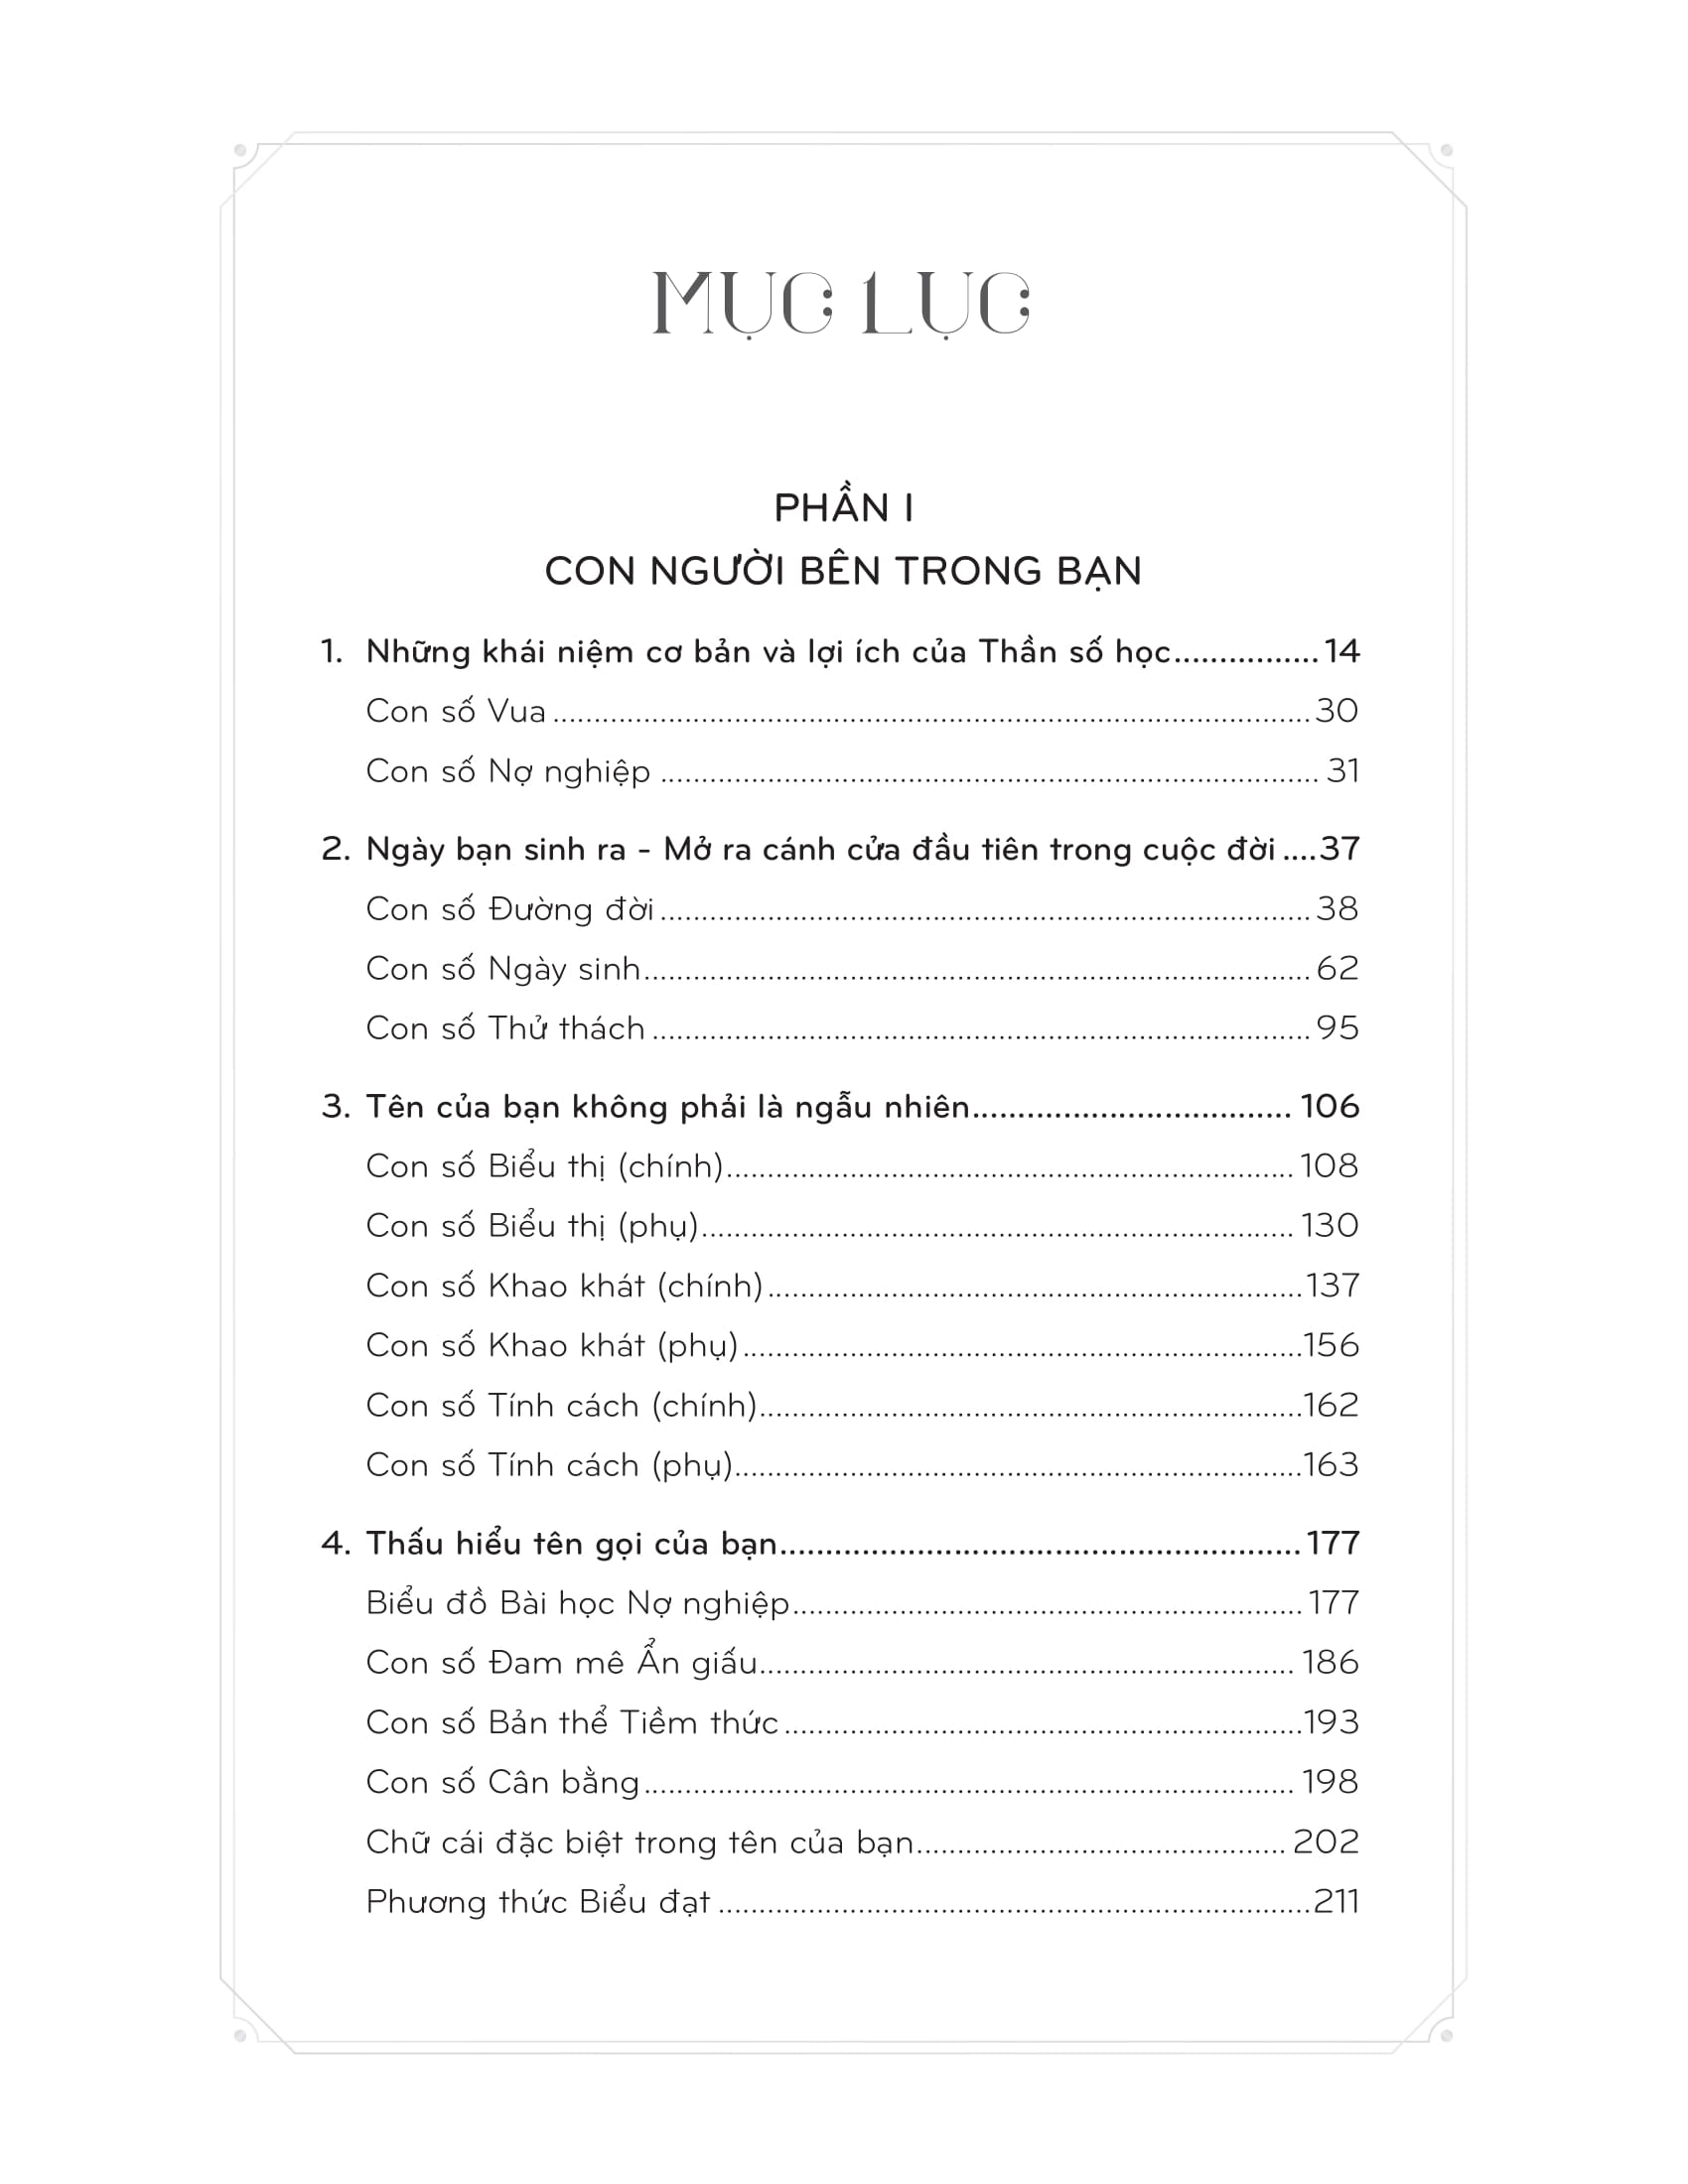 MỤC LỤC
PHẦN I
CON NGƯỜI BÊN TRONG BẠN
1. Những khái niệm cơ bản và lợi ích của Thần số học................14
Con số Vua..........30
Con số Nợ nghiệp..........31
2. Ngày bạn sinh ra - Mở ra cánh cửa đầu tiên trong cuộc đời....37
Con số Đường đời..........38
Con số Ngày sinh..........62
Con số Thử thách..........95
3. Tên của bạn không phải là ngẫu nhiên..........106
Con số Biểu thị (chính)..........108
Con số Biểu thị (phụ)..........130
Con số Khao khát (chính)..........137
Con số Khao khát (phụ)..........156
Con số Tính cách (chính)..........162
Con số Tính cách (phụ)..........163
4. Thấu hiểu tên gọi của bạn..........177
Biểu đồ Bài học Nợ nghiệp..........177
Con số Đam mê Ẩn giấu..........186
Con số Bản thể Tiềm thức..........193
Con số Cân bằng..........198
Chữ cái đặc biệt trong tên của bạn..........202
Phương thức Biểu đạt..........211